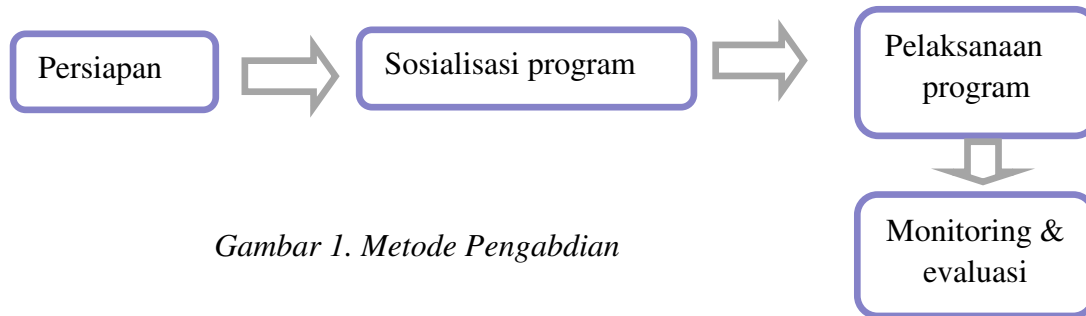 Persiapan
Sosialisasi program
Pelaksanaan
program
Monitoring &
evaluasi
Gambar 1. Metode Pengabdian